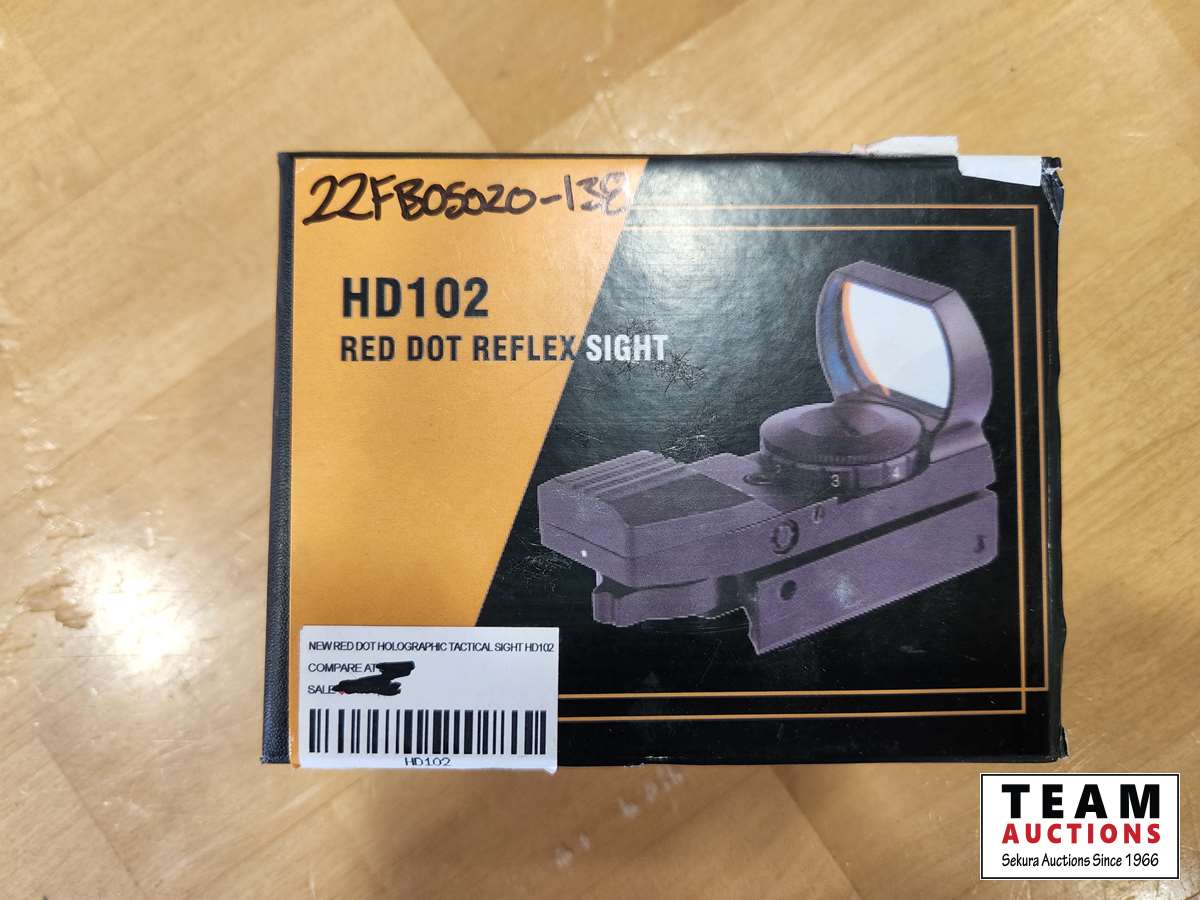 22FB05020-138
HD102
RED DOT REFLEX SIGHT
2 3 4
NEW RED DOT HOLOGRAPHIC TACTICAL SIGHT HD102
COMPARE AT
SALE
HD102
TEAM
AUCTIONS
Sekura Auctions Since 1966